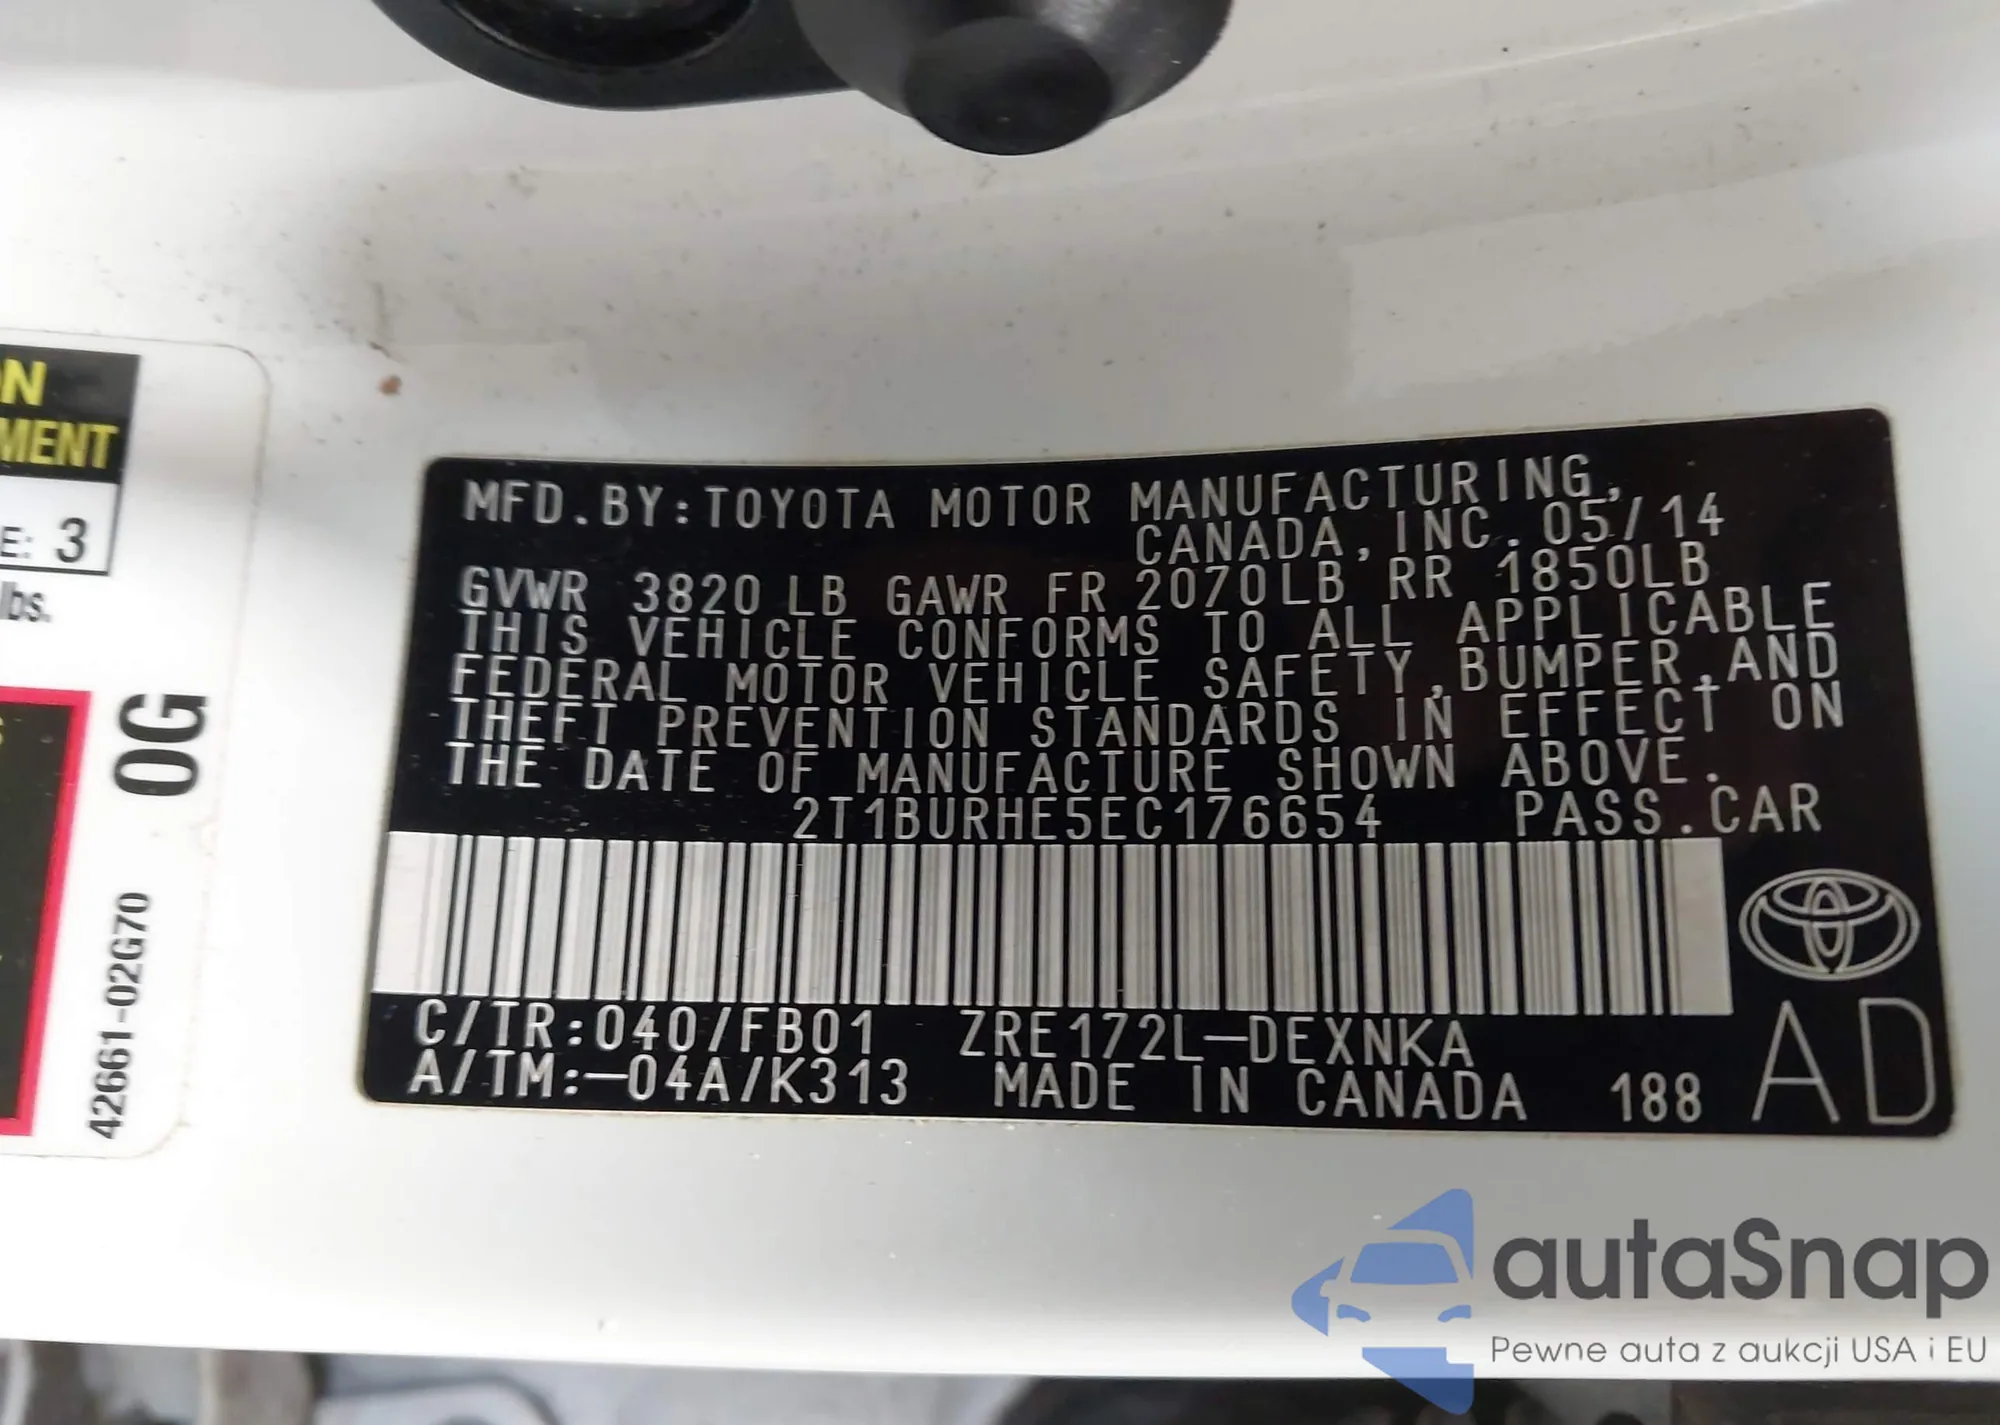 ON
MENT
E: 3
lbs.
0G
42661-02G70
MFD.BY:TOYOTA MOTOR MANUFACTURING,
CANADA,INC.05/14
GVWR 3820 LB GAWR FR 2070LB RR 1850LB
THIS VEHICLE CONFORMS TO ALL APPLICABLE
FEDERAL MOTOR VEHICLE SAFETY,BUMPER,AND
THEFT PREVENTION STANDARDS IN EFFECT ON
THE DATE OF MANUFACTURE SHOWN ABOVE.
2T1BURHE5EC176654 PASS.CAR
C/TR:040/FB01 ZRE172L-DEXNKA
A/TM:-04A/K313 MADE IN CANADA 188
AD
autaSnap
Pewne auta z aukcji USA i EU